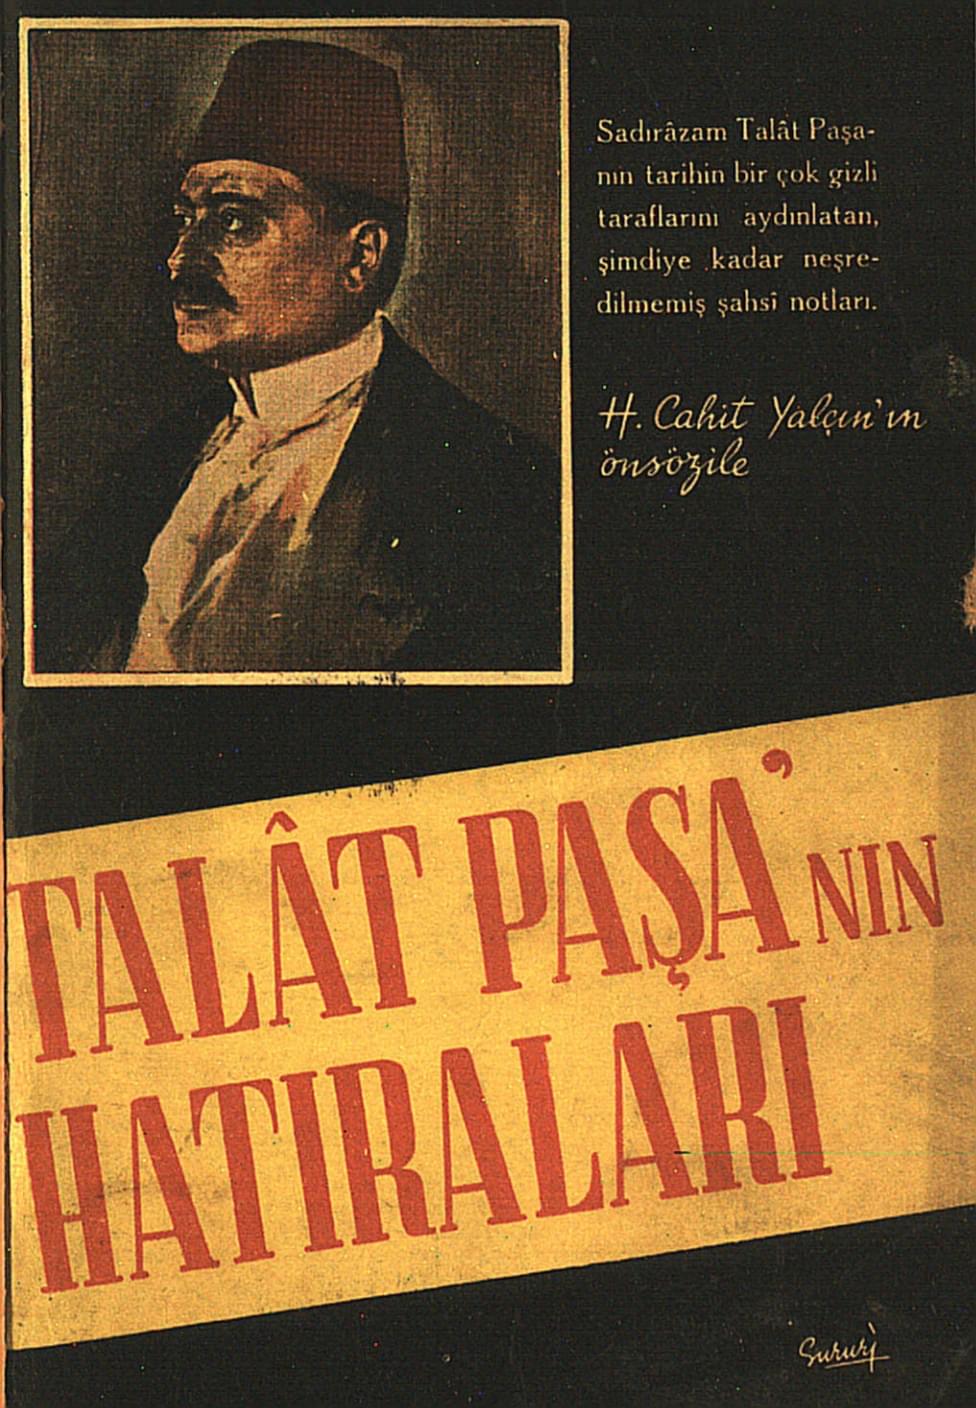 Sadırâzam Talât Paşa-
nın tarihin bir çok gizli
taraflarını aydınlatan,
şimdiye kadar neşre-
dilmemiş şahsî notları.
H. Cahit Yalçın'ın
önsözile
TALÂT PAŞA'NIN
HATIRALARI
Sururi